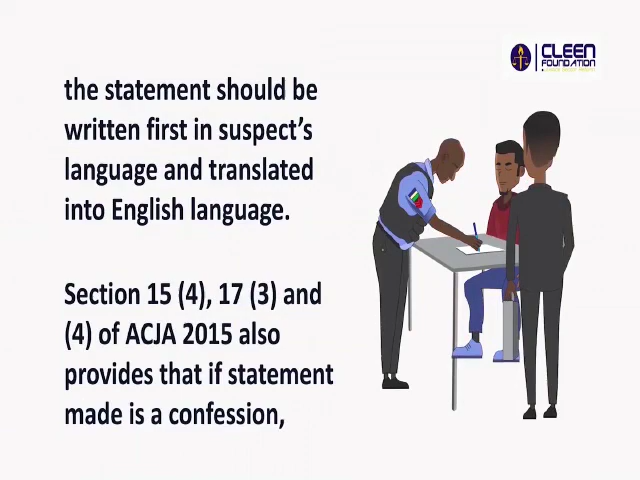 CLEEN
FOUNDATION
the statement should be
written first in suspect's
language and translated
into English language.
Section 15 (4), 17 (3) and
(4) of ACJA 2015 also
provides that if statement
made is a confession,